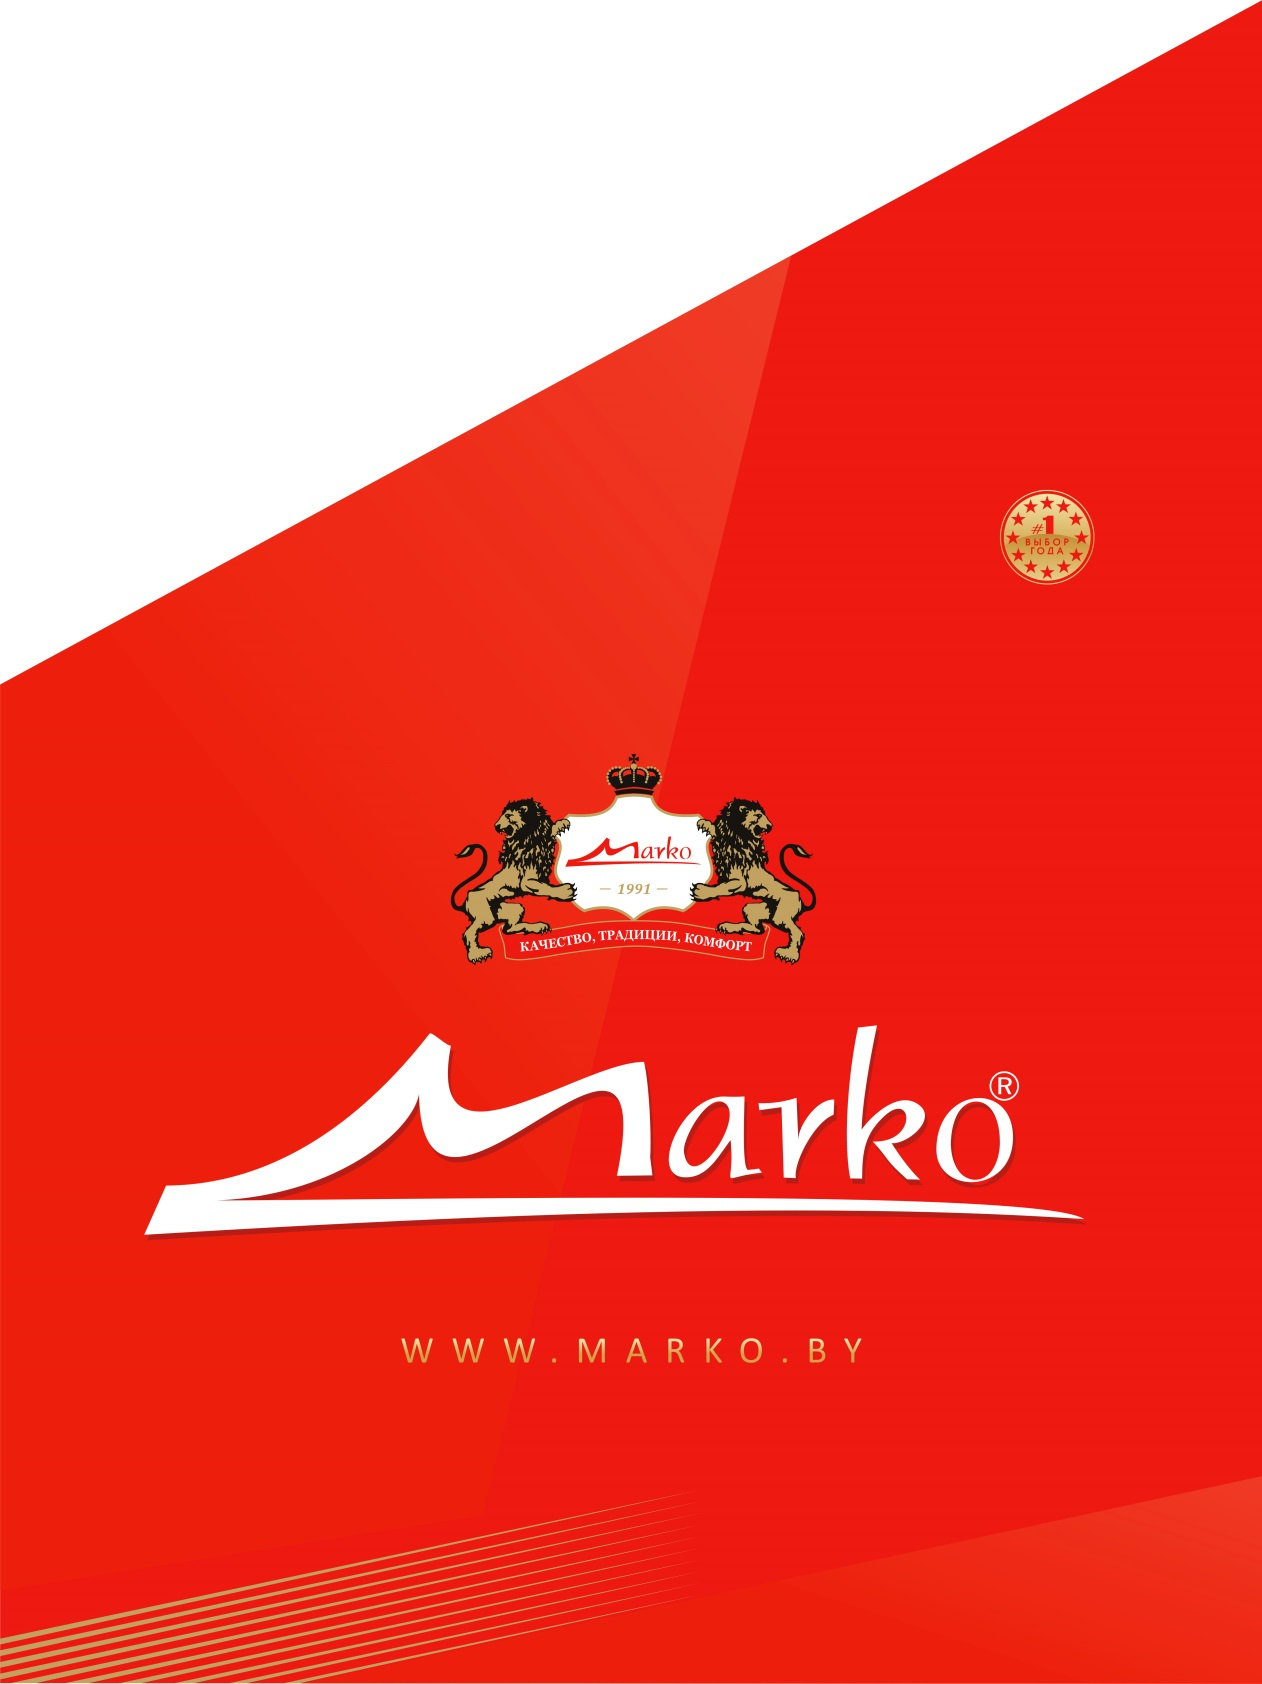 #1
ВЫБОР
ГОДА
Marko
– 1991 –
КАЧЕСТВО, ТРАДИЦИИ, КОМФОРТ
Marko®
WWW.MARKO.BY